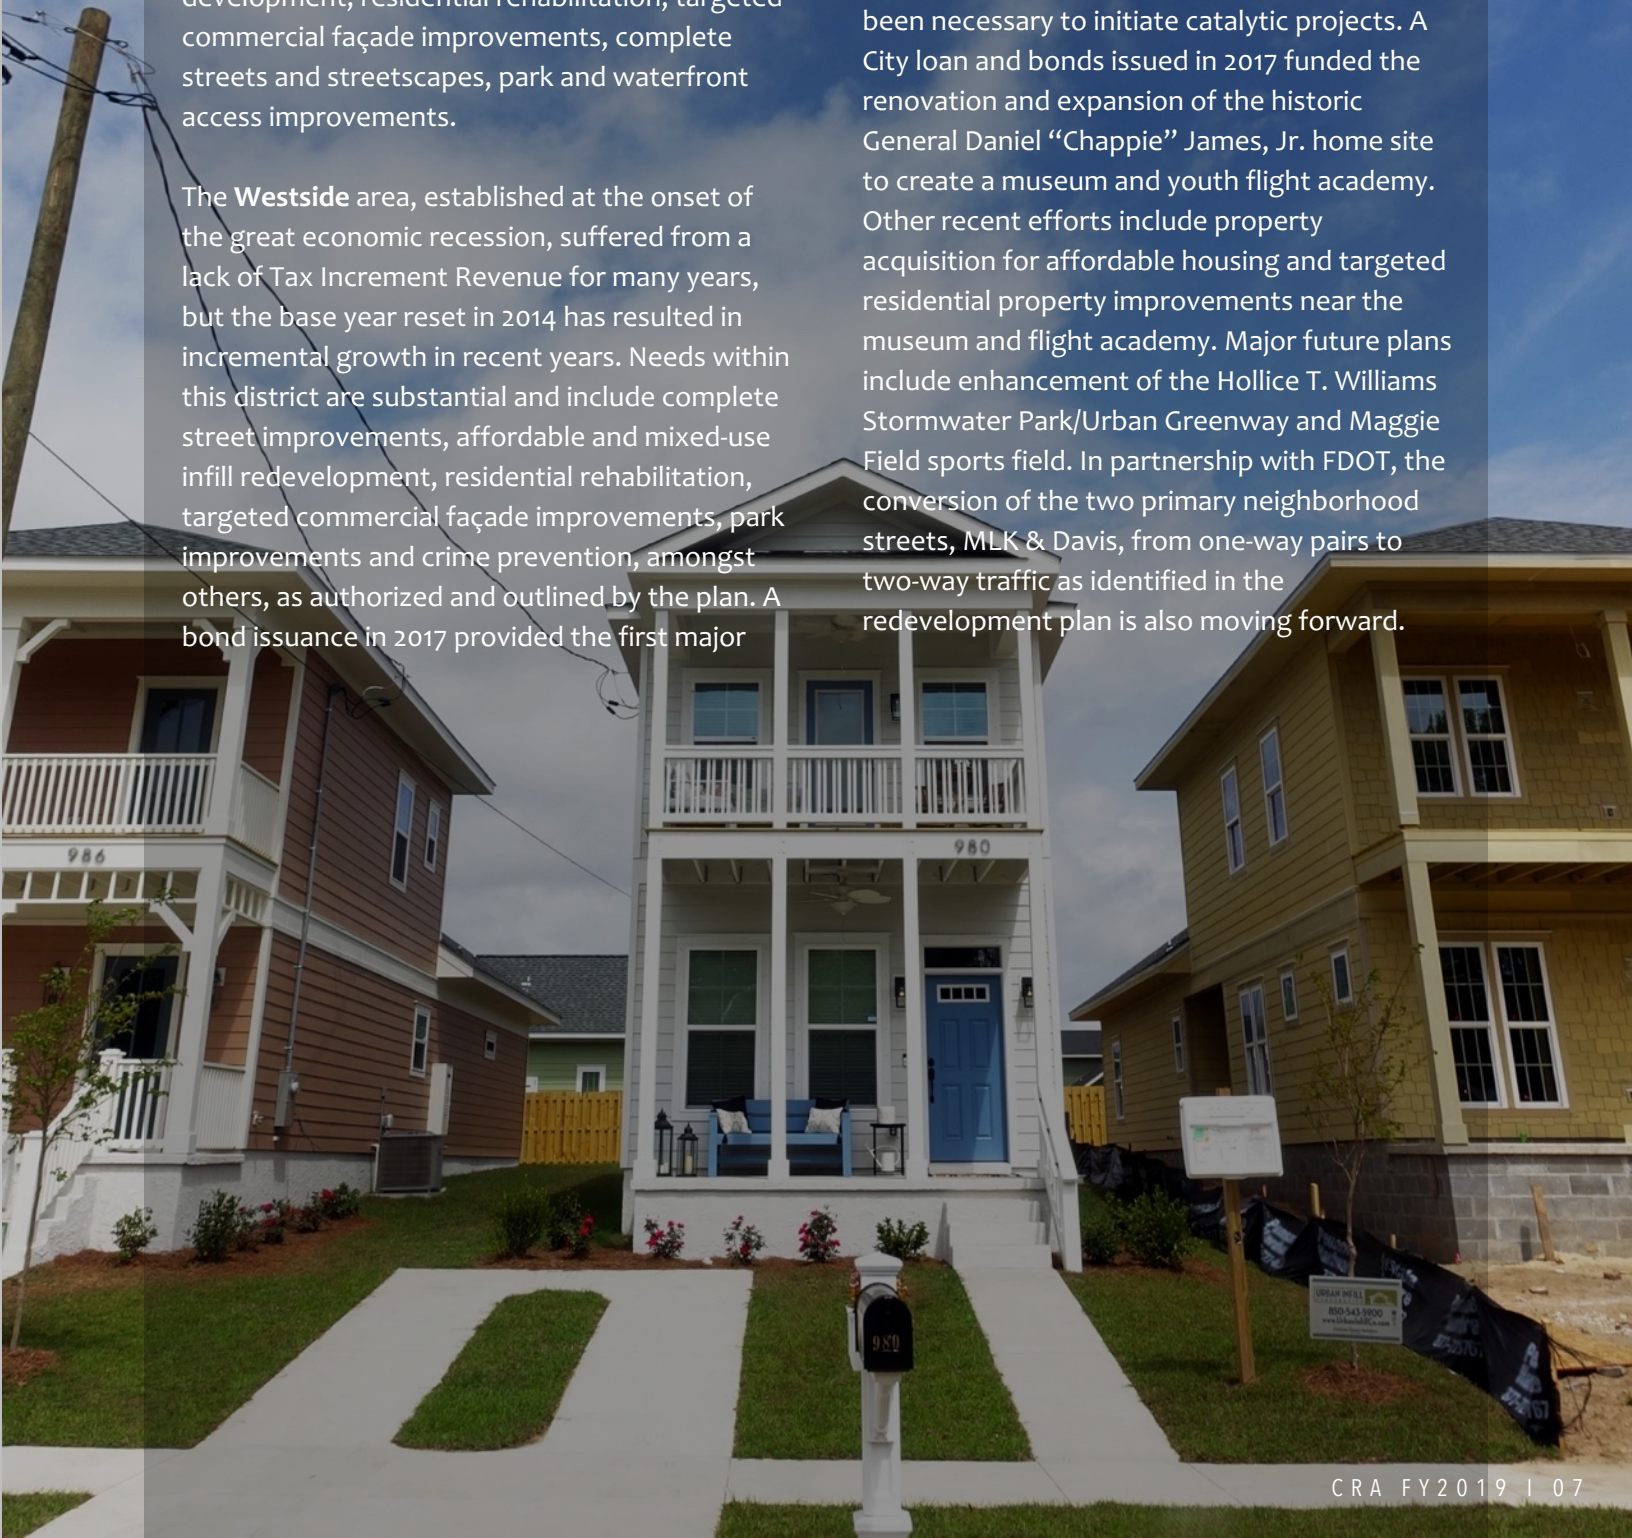 development, residential rehabilitation, targeted
commercial façade improvements, complete
streets and streetscapes, park and waterfront
access improvements.
The Westside area, established at the onset of
the great economic recession, suffered from a
lack of Tax Increment Revenue for many years,
but the base year reset in 2014 has resulted in
incremental growth in recent years. Needs within
this district are substantial and include complete
street improvements, affordable and mixed-use
infill redevelopment, residential rehabilitation,
targeted commercial façade improvements, park
improvements and crime prevention, amongst
others, as authorized and outlined by the plan. A
bond issuance in 2017 provided the first major
been necessary to initiate catalytic projects. A
City loan and bonds issued in 2017 funded the
renovation and expansion of the historic
General Daniel “Chappie” James, Jr. home site
to create a museum and youth flight academy.
Other recent efforts include property
acquisition for affordable housing and targeted
residential property improvements near the
museum and flight academy. Major future plans
include enhancement of the Hollice T. Williams
Stormwater Park/Urban Greenway and Maggie
Field sports field. In partnership with FDOT, the
conversion of the two primary neighborhood
streets, MLK & Davis, from one-way pairs to
two-way traffic as identified in the
redevelopment plan is also moving forward.
986
980
980
URBAN INFILL
850-543-5900
CRA FY2019 | 07